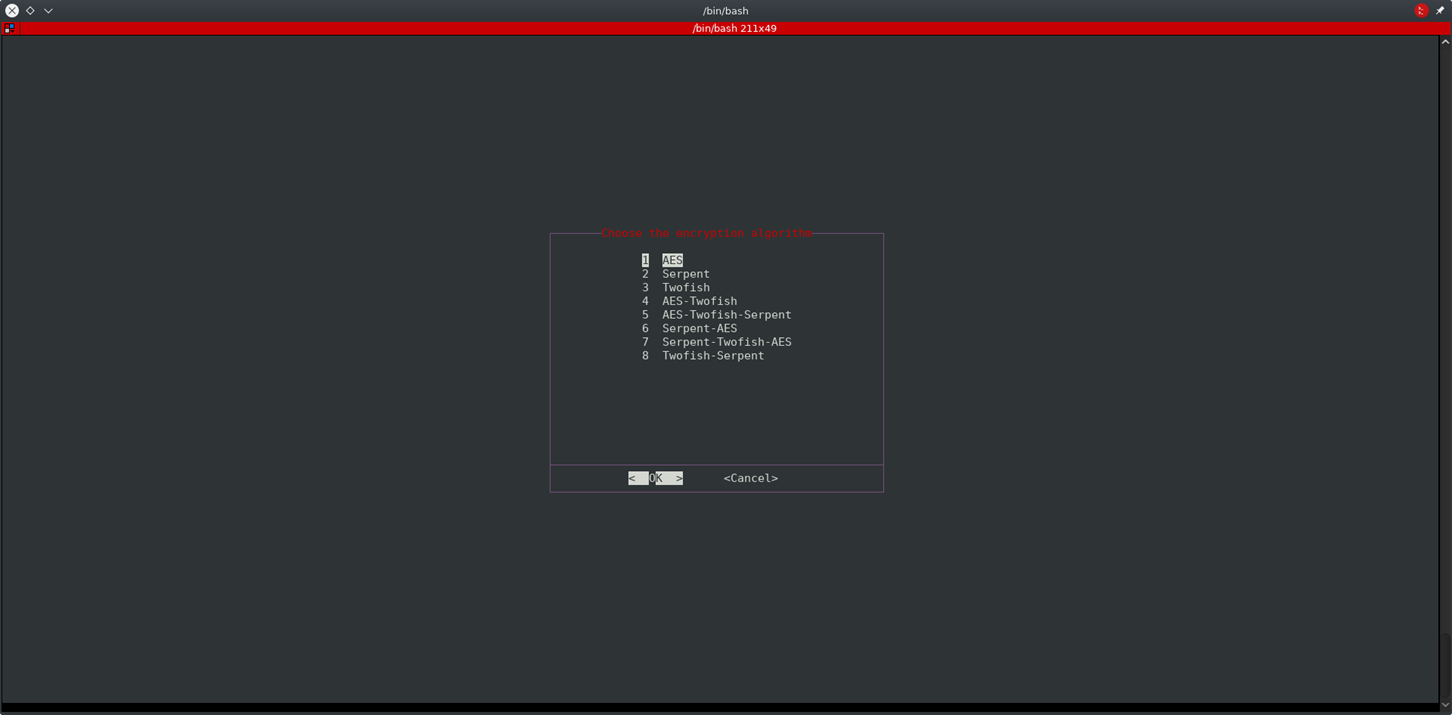 /bin/bash
/bin/bash 211x49
Choose the encryption algorithm
1 AES
2 Serpent
3 Twofish
4 AES-Twofish
5 AES-Twofish-Serpent
6 Serpent-AES
7 Serpent-Twofish-AES
8 Twofish-Serpent
<  OK  > <Cancel>